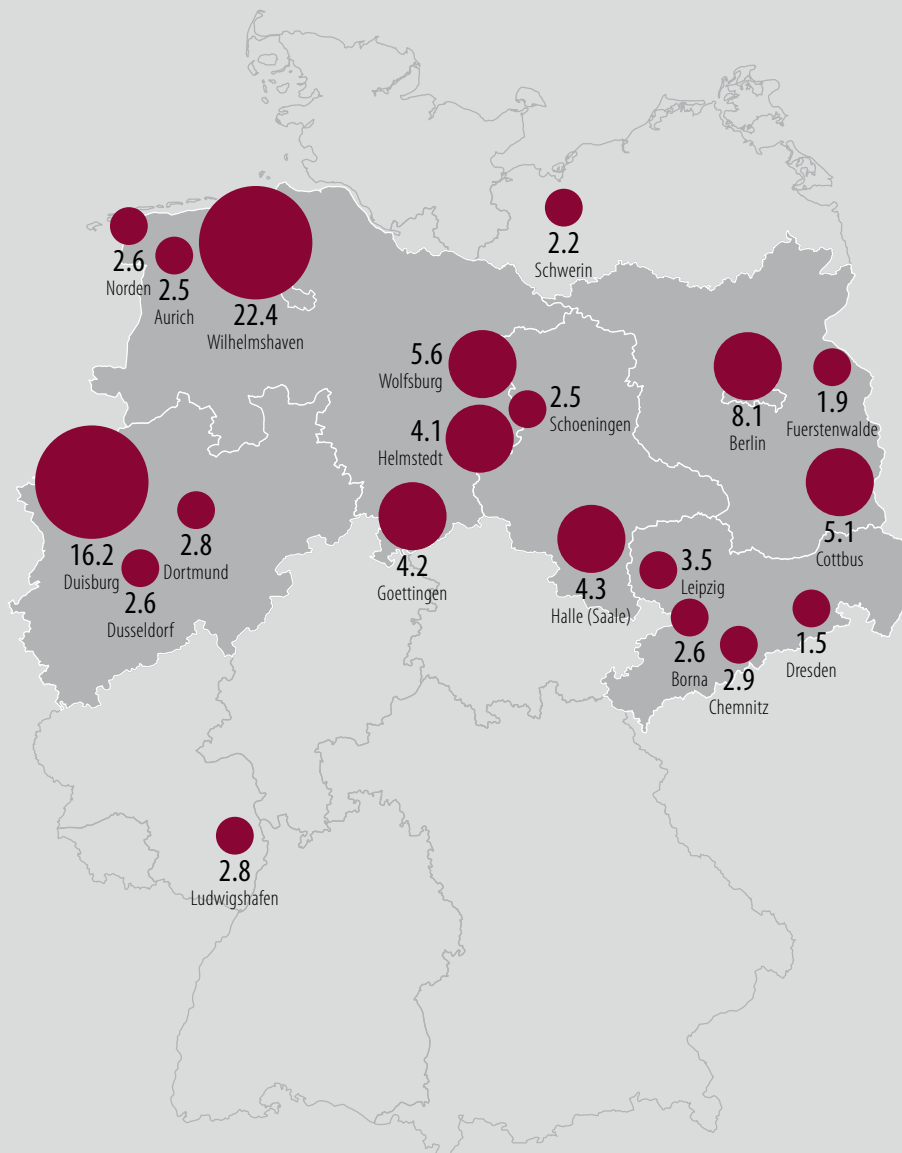 2.6
Norden
2.5
Aurich
22.4
Wilhelmshaven
2.2
Schwerin
5.6
Wolfsburg
2.5
Schoeningen
4.1
Helmstedt
8.1
Berlin
1.9
Fuerstenwalde
16.2
Duisburg
2.8
Dortmund
2.6
Dusseldorf
4.2
Goettingen
4.3
Halle (Saale)
5.1
Cottbus
3.5
Leipzig
2.6
Borna
2.9
Chemnitz
1.5
Dresden
2.8
Ludwigshafen